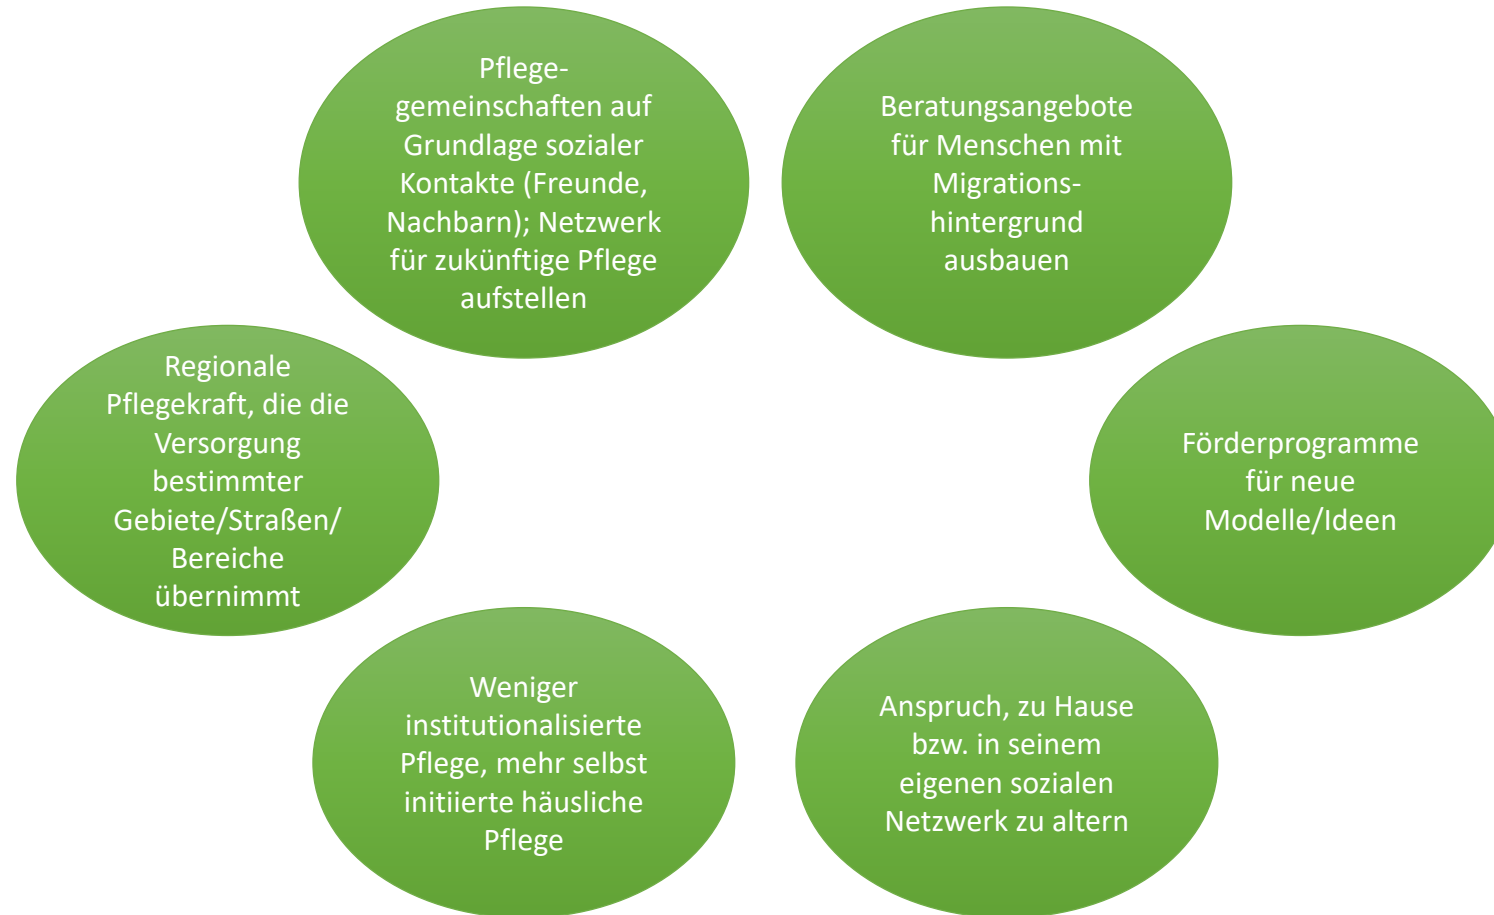 Pflege-
gemeinschaften auf
Grundlage sozialer
Kontakte (Freunde,
Nachbarn); Netzwerk
für zukünftige Pflege
aufstellen
Beratungsangebote
für Menschen mit
Migrations-
hintergrund
ausbauen
Regionale
Pflegekraft, die die
Versorgung
bestimmter
Gebiete/Straßen/
Bereiche
übernimmt
Förderprogramme
für neue
Modelle/Ideen
Weniger
institutionalisierte
Pflege, mehr selbst
initiierte häusliche
Pflege
Anspruch, zu Hause
bzw. in seinem
eigenen sozialen
Netzwerk zu altern